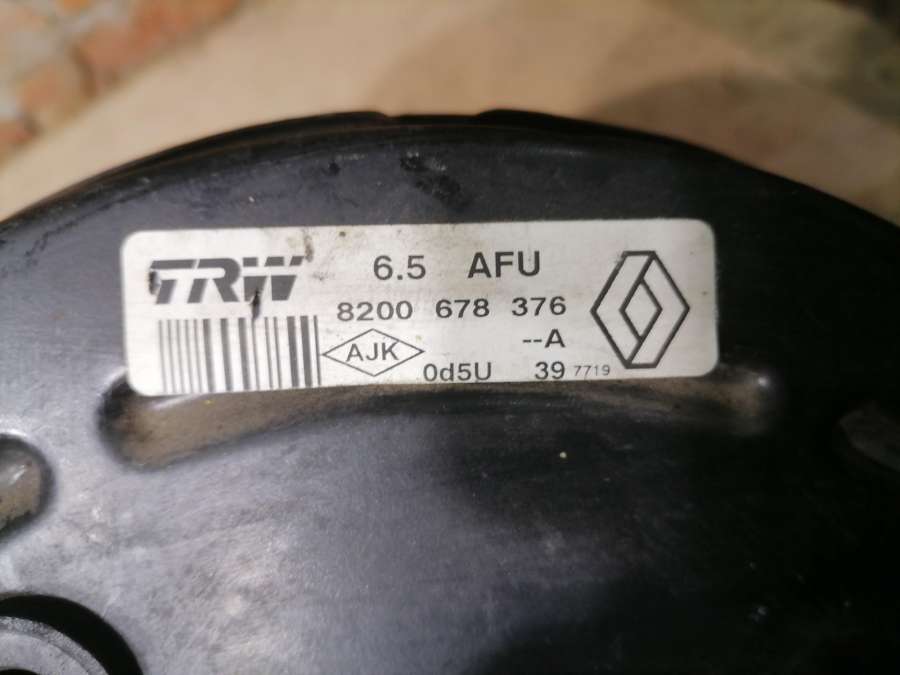 TRW 6.5 AFU
8200 678 376
--A
AJK
0d5U 39 7719